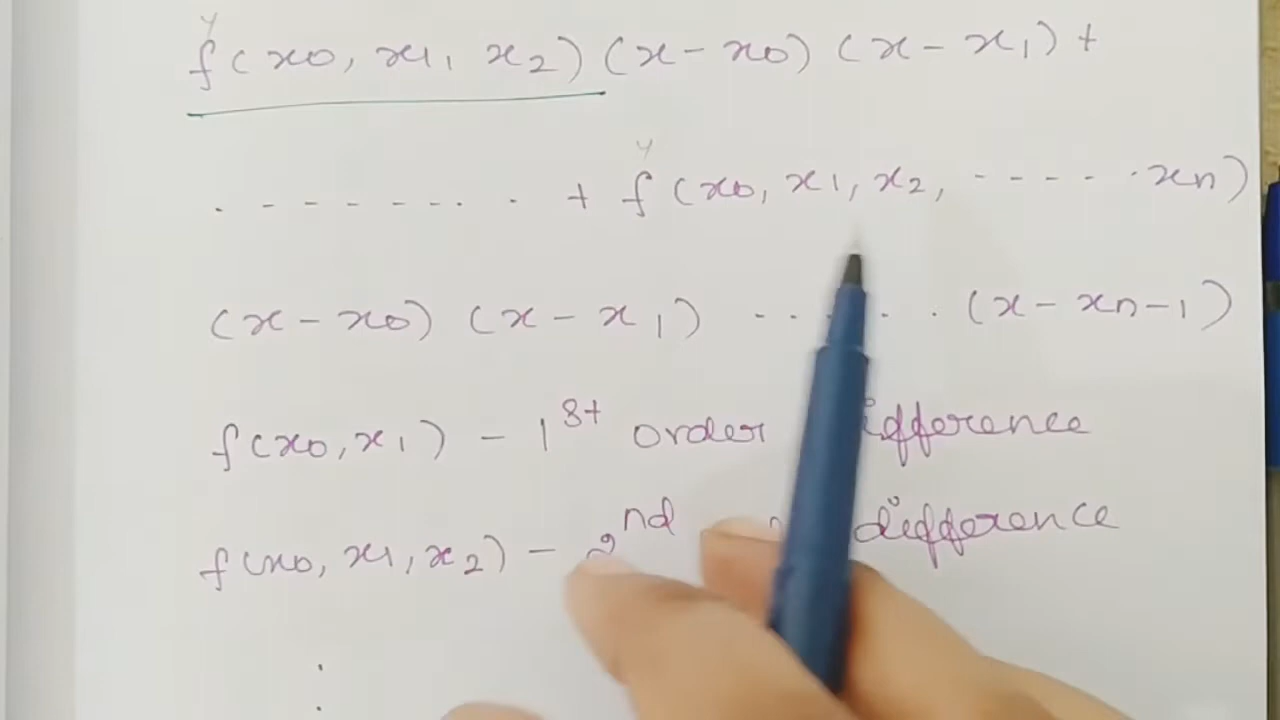 y
f(x0, x1, x2) (x - x0) (x - x1) +
y
. - - - - - - . . . + f(x0, x1, x2, - - - - . . xn)
(x - x0) (x - x1) - - . . . . (x - xn-1)
f(x0, x1) - 1st order difference
f(x0, x1, x2) - 2nd difference